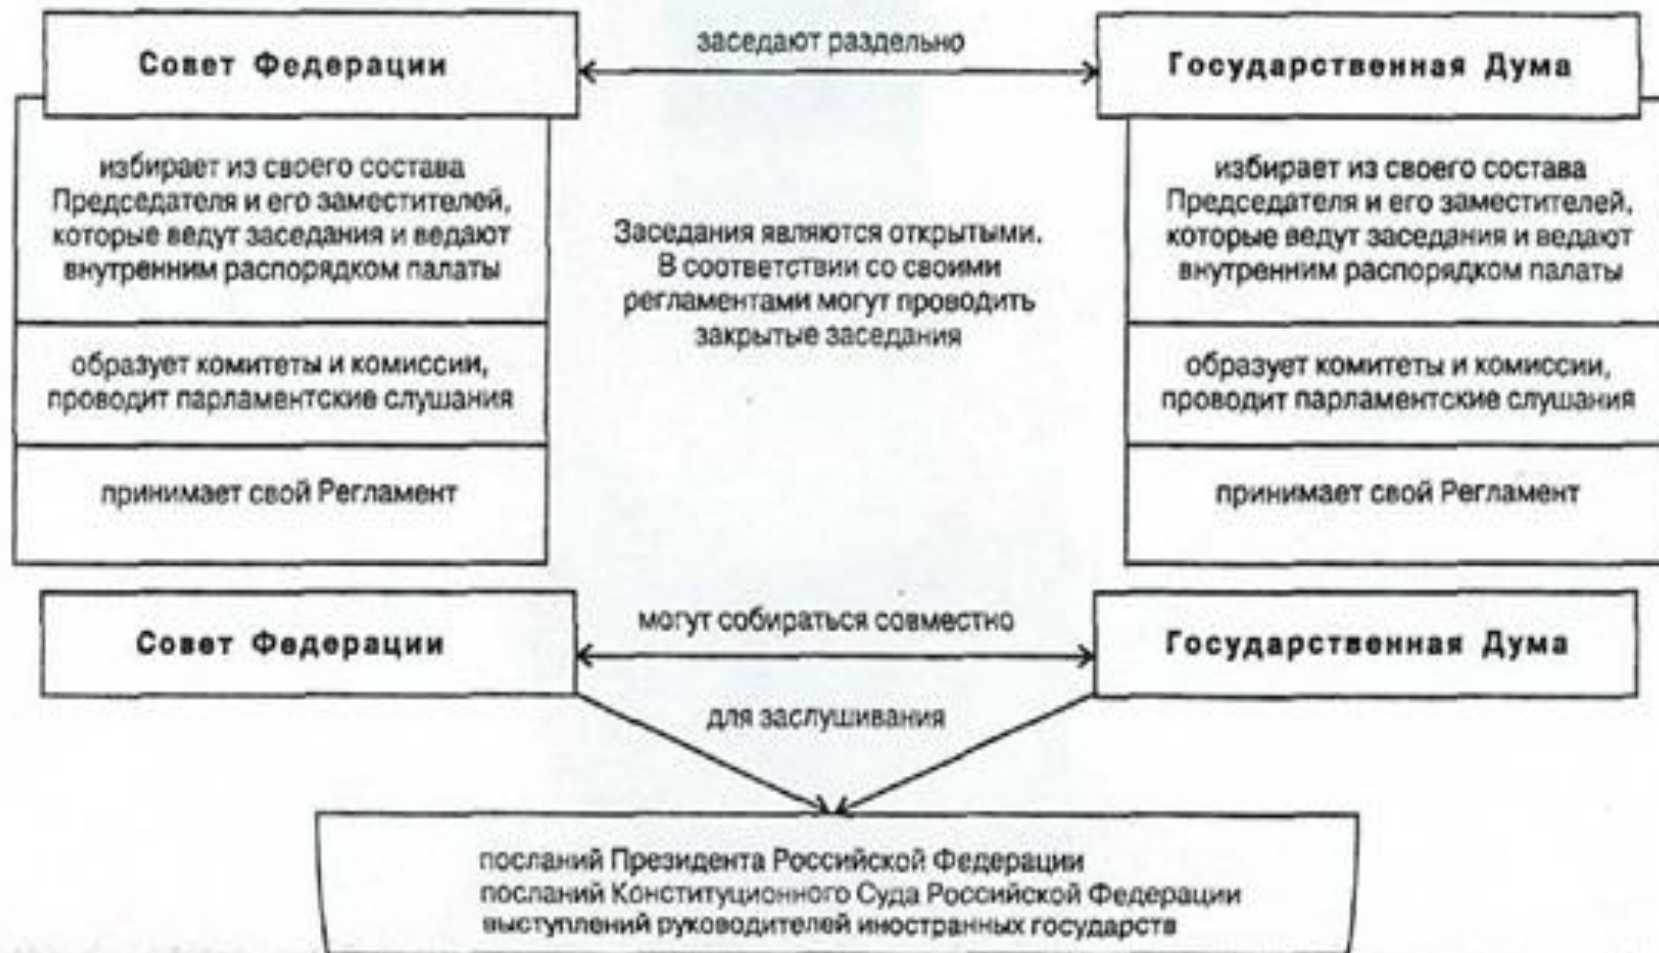 Совет Федерации
заседают раздельно
Государственная Дума
избирает из своего состава
Председателя и его заместителей,
которые ведут заседания и ведают
внутренним распорядком палаты
образует комитеты и комиссии,
проводит парламентские слушания
принимает свой Регламент
Заседания являются открытыми.
В соответствии со своими
регламентами могут проводить
закрытые заседания
избирает из своего состава
Председателя и его заместителей,
которые ведут заседания и ведают
внутренним распорядком палаты
образует комитеты и комиссии,
проводит парламентские слушания
принимает свой Регламент
Совет Федерации
могут собираться совместно
Государственная Дума
для заслушивания
посланий Президента Российской Федерации
посланий Конституционного Суда Российской Федерации
выступлений руководителей иностранных государств